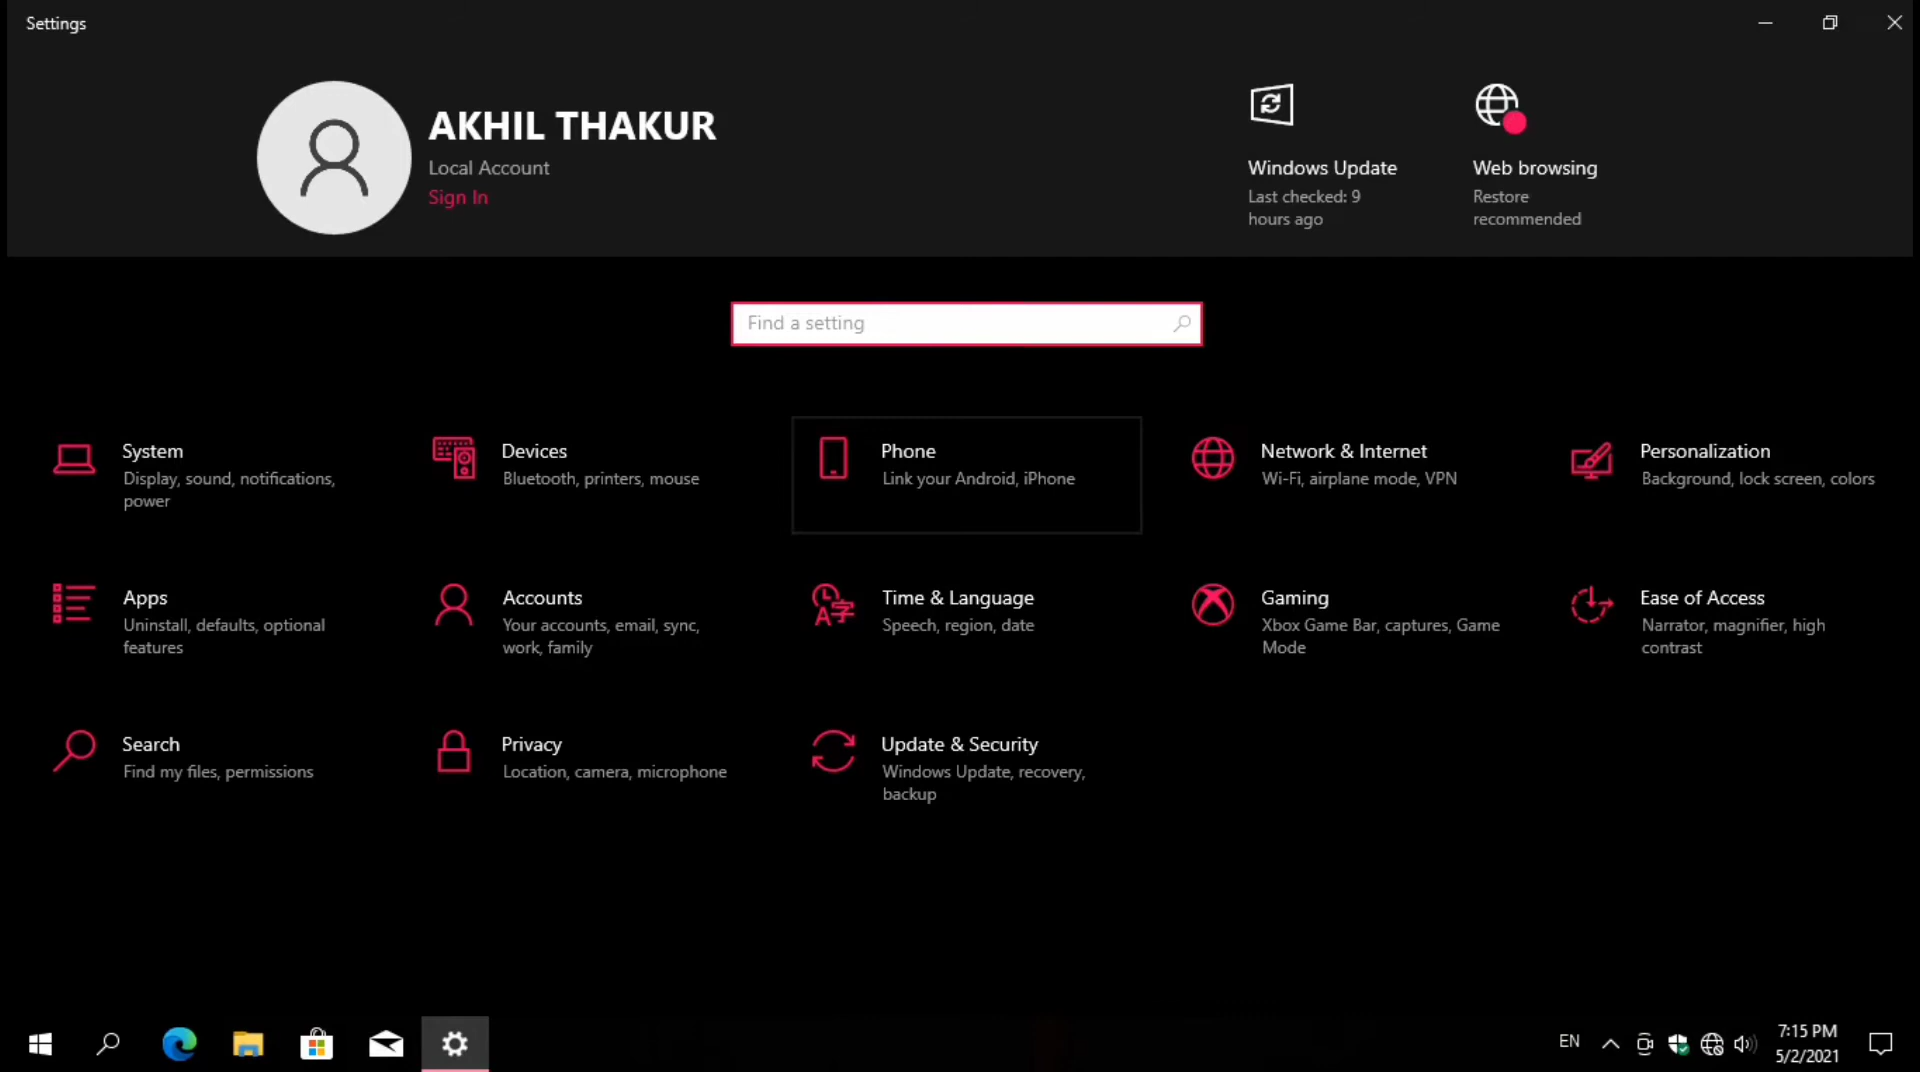 Settings
AKHIL THAKUR
Local Account
Sign In
Windows Update
Last checked: 9
hours ago
Web browsing
Restore
recommended
Find a setting
System
Display, sound, notifications,
power
Devices
Bluetooth, printers, mouse
Phone
Link your Android, iPhone
Network & Internet
Wi-Fi, airplane mode, VPN
Personalization
Background, lock screen, colors
Apps
Uninstall, defaults, optional
features
Accounts
Your accounts, email, sync,
work, family
Time & Language
Speech, region, date
Gaming
Xbox Game Bar, captures, Game
Mode
Ease of Access
Narrator, magnifier, high
contrast
Search
Find my files, permissions
Privacy
Location, camera, microphone
Update & Security
Windows Update, recovery,
backup
EN
7:15 PM
5/2/2021